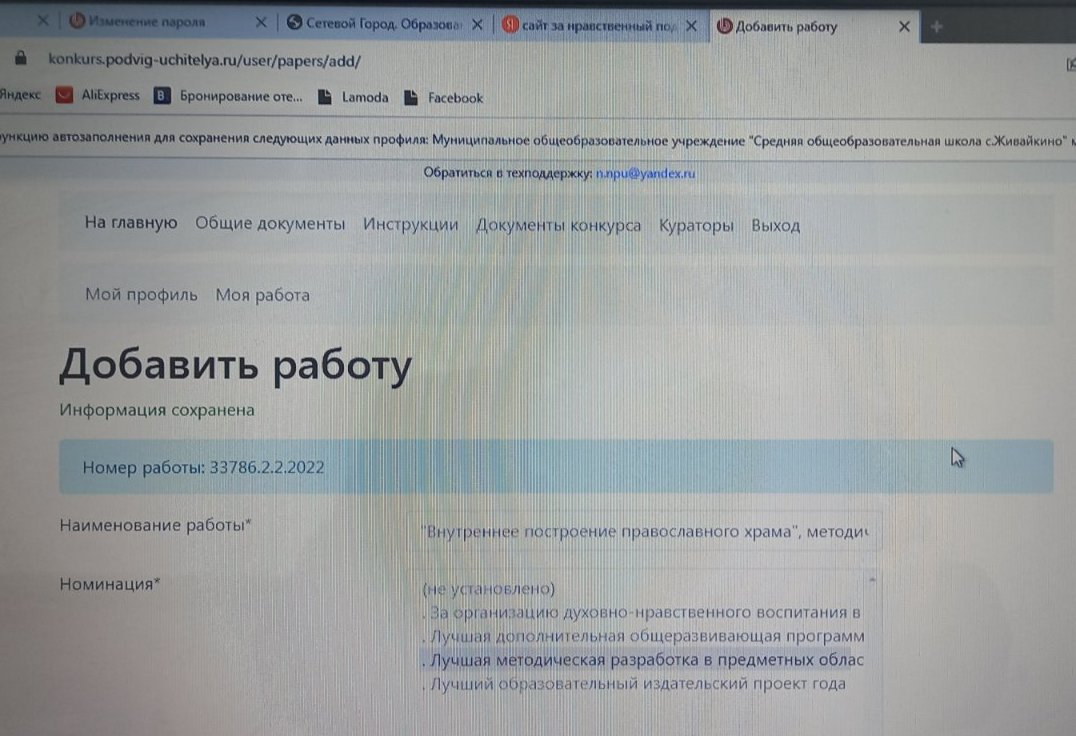 Изменение пароля
Сетевой Город. Образова
сайт за нравственный под
Добавить работу
konkurs.podvig-uchitelya.ru/user/papers/add/
Яндекс AliExpress B Бронирование оте... Lamoda Facebook
ункцию автозаполнения для сохранения следующих данных профиля: Муниципальное общеобразовательное учреждение "Средняя общеобразовательная школа с.Живайкино"
Обратиться в техподдержку: n.npu@yandex.ru
На главную Общие документы Инструкции Документы конкурса Кураторы Выход
Мой профиль Моя работа
Добавить работу
Информация сохранена
Номер работы: 33786.2.2.2022
Наименование работы* "Внутреннее построение православного храма", методич
Номинация* (не установлено)
. За организацию духовно-нравственного воспитания в
. Лучшая дополнительная общеразвивающая программ
. Лучшая методическая разработка в предметных облас
. Лучший образовательный издательский проект года